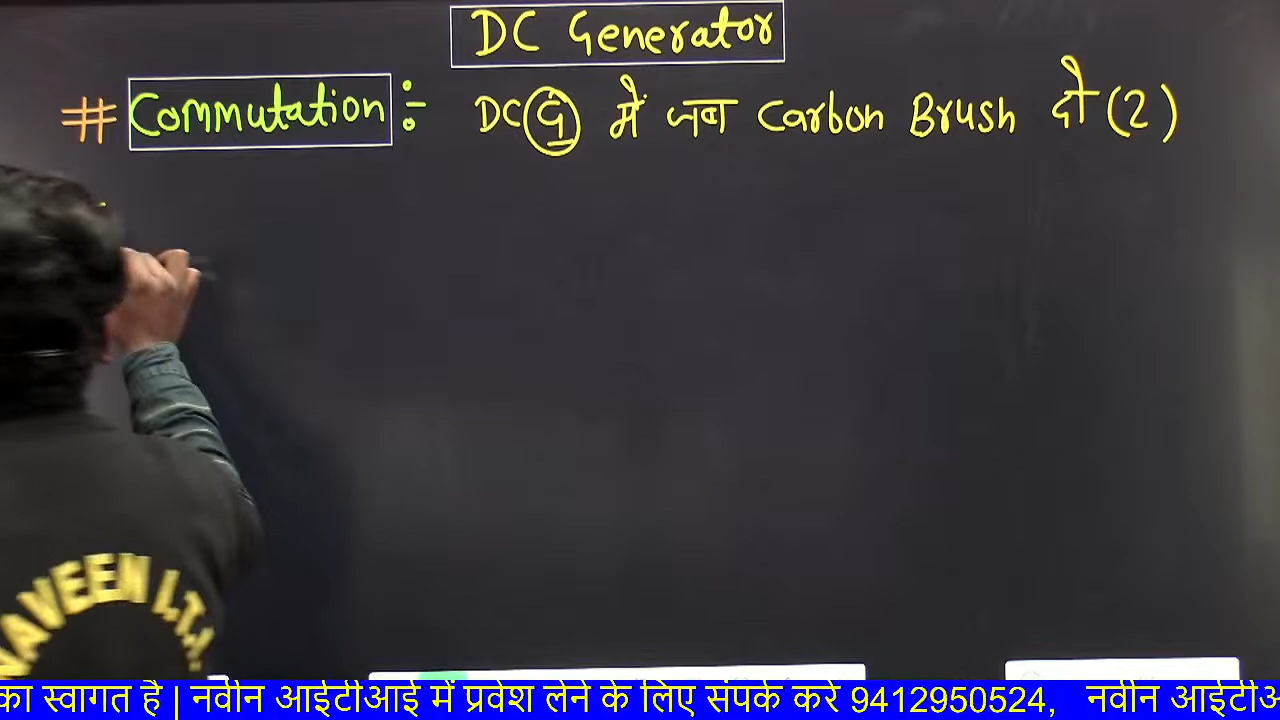 DC Generator
# Commutation ÷ DC G में जब Carbon Brush दो (2)
NAVEEN I.T.I.
का स्वागत है | नवीन आईटीआई में प्रवेश लेने के लिए संपर्क करे 9412950524, नवीन आईटीअ